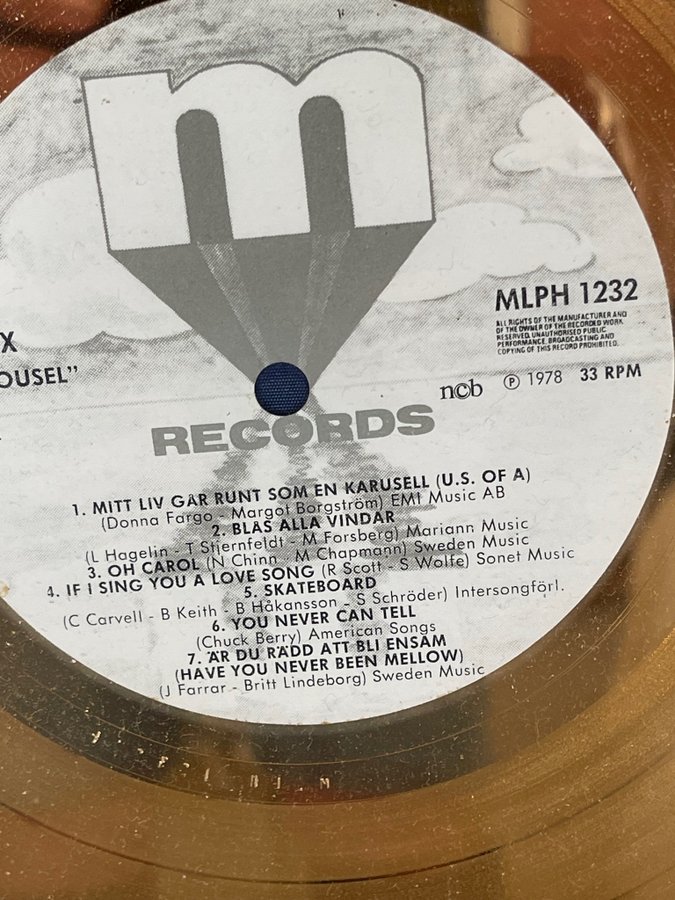 m
MLPH 1232
ALL RIGHTS OF THE MANUFACTURER AND
OF THE OWNER OF THE RECORDED WORK
RESERVED. UNAUTHORISED PUBLIC
PERFORMANCE, BROADCASTING AND
COPYING OF THIS RECORD PROHIBITED.
X
OUSEL"
ncb ℗ 1978 33 RPM
RECORDS
1. MITT LIV GÅR RUNT SOM EN KARUSELL (U.S. OF A)
(Donna Fargo - Margot Borgström) EMI Music AB
2. BLAS ALLA VINDAR
(L Hagelin - T Stjernfeldt - M Forsberg) Mariann Music
3. OH CAROL (N Chinn - M Chapmann) Sweden Music
4. IF I SING YOU A LOVE SONG (R Scott - S Wolfe) Sonet Music
5. SKATEBOARD
(C Carvell - B Keith - B Håkansson - S Schröder) Intersongförl.
6. YOU NEVER CAN TELL
(Chuck Berry) American Songs
7. ÄR DU RÄDD ATT BLI ENSAM
(HAVE YOU NEVER BEEN MELLOW)
(J Farrar - Britt Lindeborg) Sweden Music